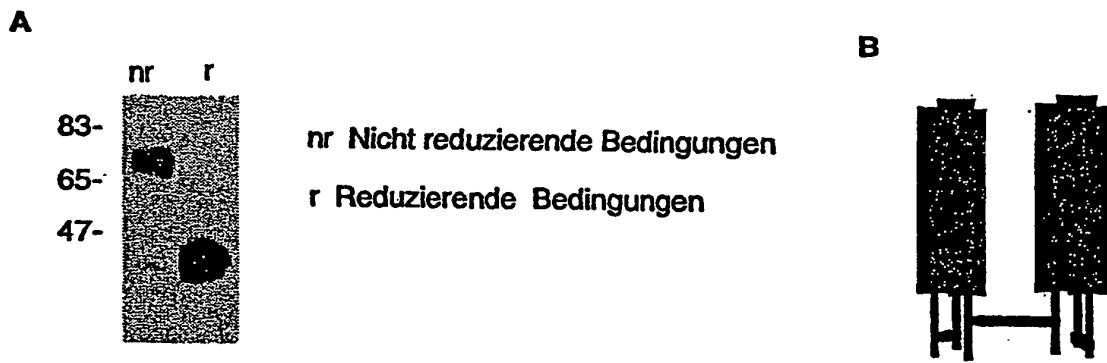 A
B
nr r
83-
65-
47-
nr Nicht reduzierende Bedingungen
r Reduzierende Bedingungen